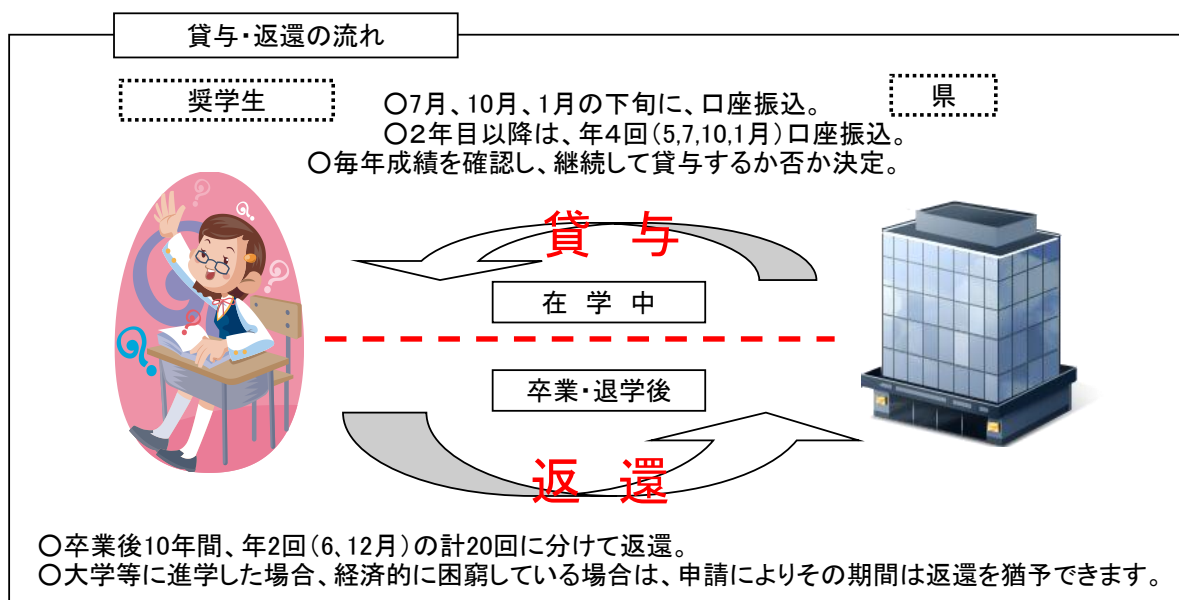 貸与・返還の流れ
奨学生
県
○7月、10月、1月の下旬に、口座振込。
○２年目以降は、年４回(5,7,10,1月)口座振込。
○毎年成績を確認し、継続して貸与するか否か決定。
貸 与
在 学 中
卒業・退学後
返 還
○卒業後10年間、年2回(6、12月)の計20回に分けて返還。
○大学等に進学した場合、経済的に困窮している場合は、申請によりその期間は返還を猶予できます。